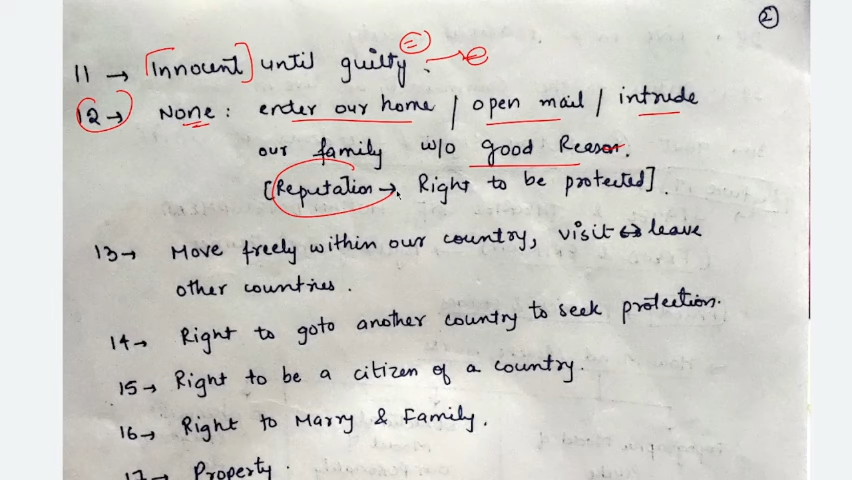 2
11 → [Innocent] until guilty.
12 → None: enter our home / open mail / intrude
our family w/o good Reason.
[Reputation → Right to be protected].
13 → Move freely within our country, visit ↔ leave
other countries.
14 → Right to goto another country to seek protection.
15 → Right to be a citizen of a country.
16 → Right to Marry & Family.
17 → Property.